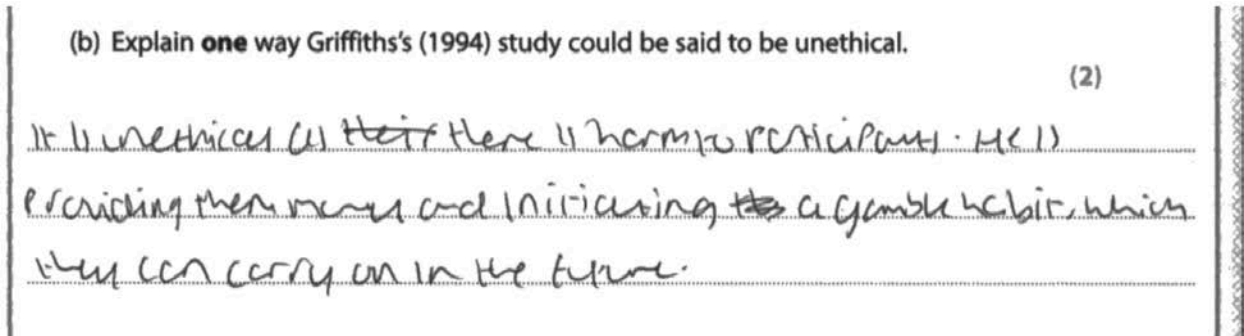 (b) Explain one way Griffiths's (1994) study could be said to be unethical.
(2)
It is unethical as their there is harm to participants. He is
providing them money and initiating a gamble habit, which
they can carry on in the future.